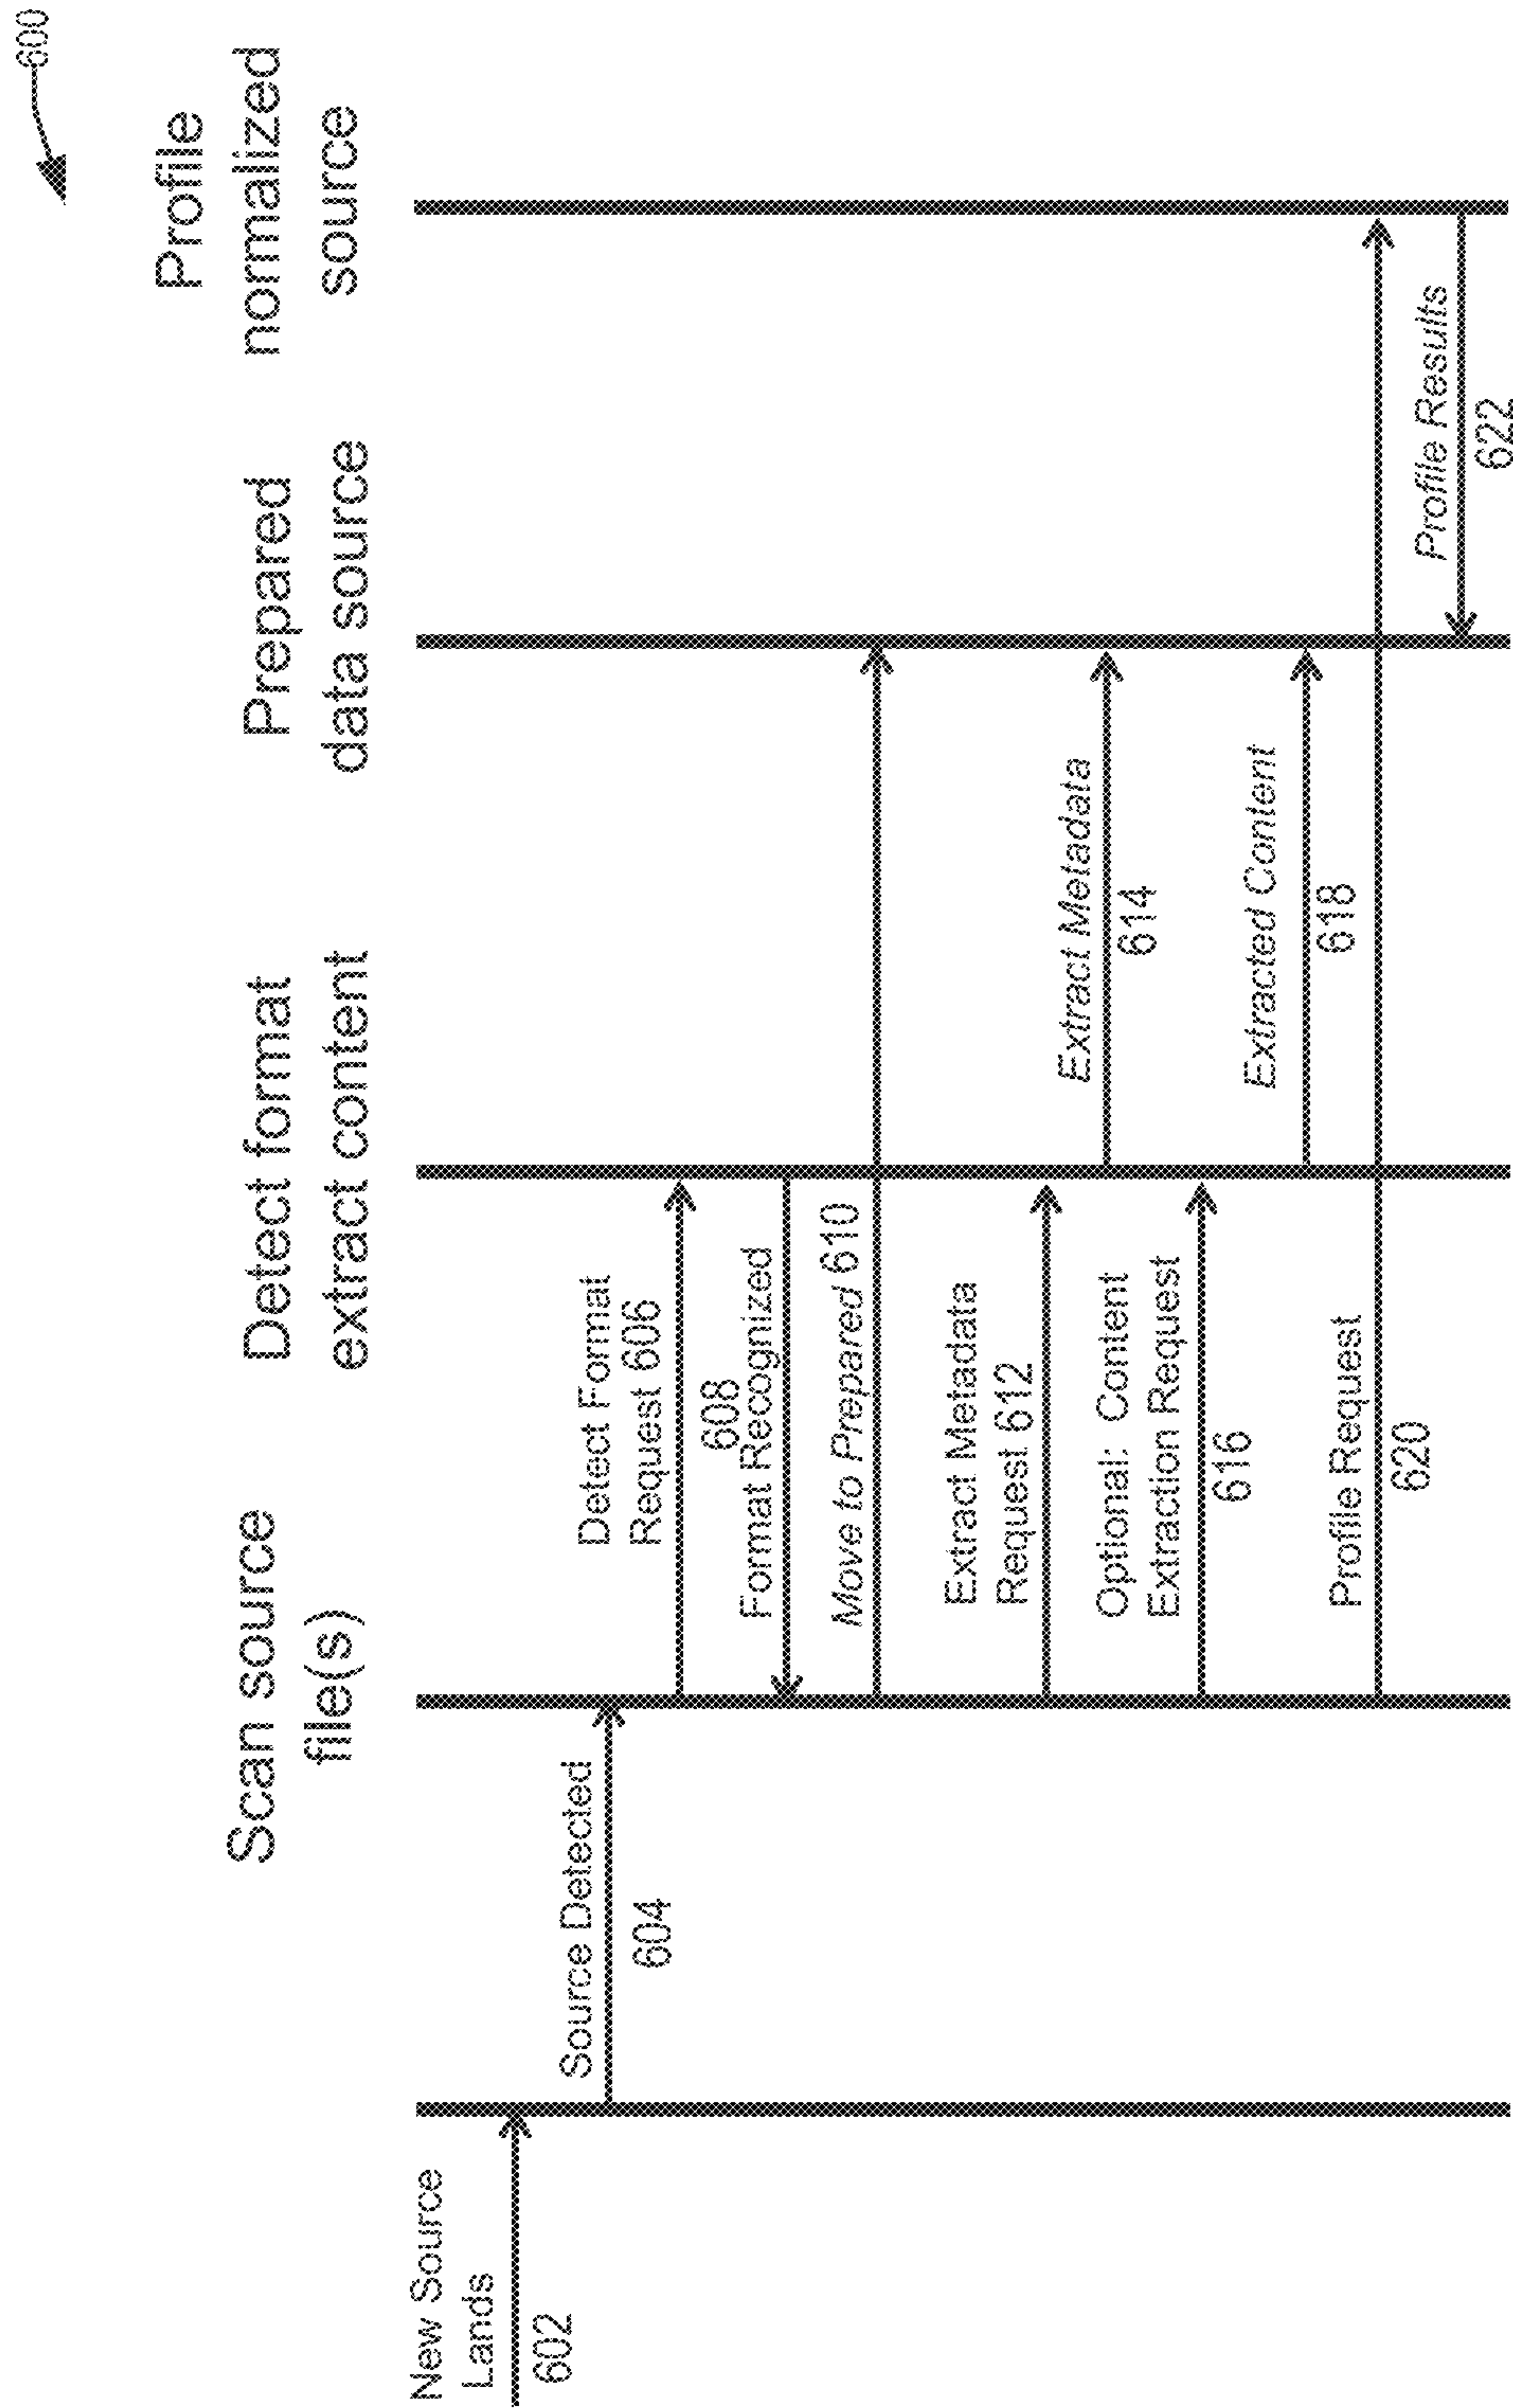 600
Scan source
file(s)
Detect format
extract content
Prepared
data source
Profile
normalized
source
New Source
Lands
602
Source Detected
604
Detect Format
Request 606
608
Format Recognized
Move to Prepared 610
Extract Metadata
Request 612
Extract Metadata
614
Optional: Content
Extraction Request
616
Extracted Content
618
Profile Request
620
Profile Results
622